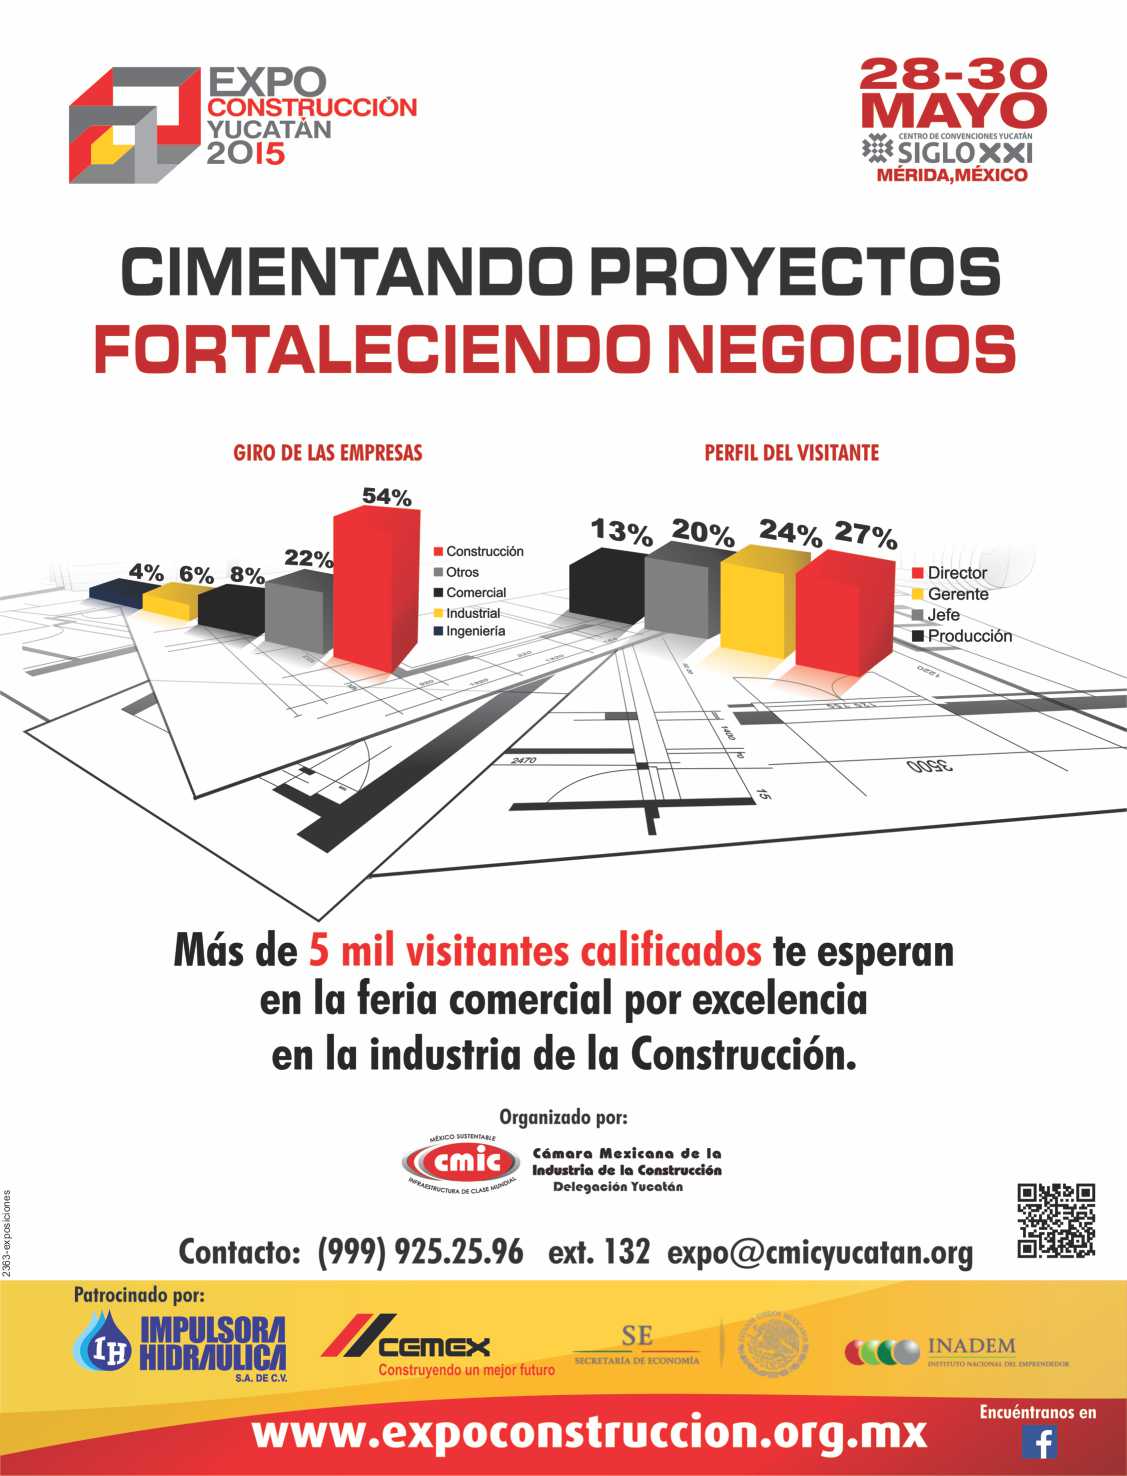 EXPO
CONSTRUCCIÓN
YUCATÁN
2015
28-30
MAYO
CENTRO DE CONVENCIONES YUCATÁN
SIGLO XXI
MÉRIDA,MÉXICO
CIMENTANDO PROYECTOS
FORTALECIENDO NEGOCIOS
GIRO DE LAS EMPRESAS
4%
6%
8%
22%
54%
Construcción
Otros
Comercial
Industrial
Ingeniería
PERFIL DEL VISITANTE
13%
20%
24%
27%
Director
Gerente
Jefe
Producción
2470
1400
15
3500
1220
Más de 5 mil visitantes calificados te esperan
en la feria comercial por excelencia
en la industria de la Construcción.
Organizado por:
MÉXICO SUSTENTABLE
cmic
INFRAESTRUCTURA DE CLASE MUNDIAL
Cámara Mexicana de la
Industria de la Construcción
Delegación Yucatán
2363-exposiciones
Contacto: (999) 925.25.96 ext. 132 expo@cmicyucatan.org
Patrocinado por:
IH
IMPULSORA
HIDRAULICA
S.A. DE C.V.
CEMEX
Construyendo un mejor futuro
SE
SECRETARÍA DE ECONOMÍA
ESTADOS UNIDOS MEXICANOS
INADEM
INSTITUTO NACIONAL DEL EMPRENDEDOR
www.expoconstruccion.org.mx
Encuéntranos en
f